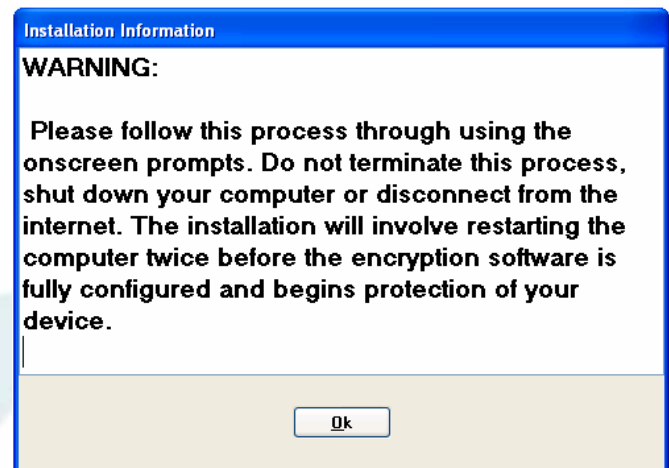 Installation Information
WARNING:
Please follow this process through using the
onscreen prompts. Do not terminate this process,
shut down your computer or disconnect from the
internet. The installation will involve restarting the
computer twice before the encryption software is
fully configured and begins protection of your
device.
Ok